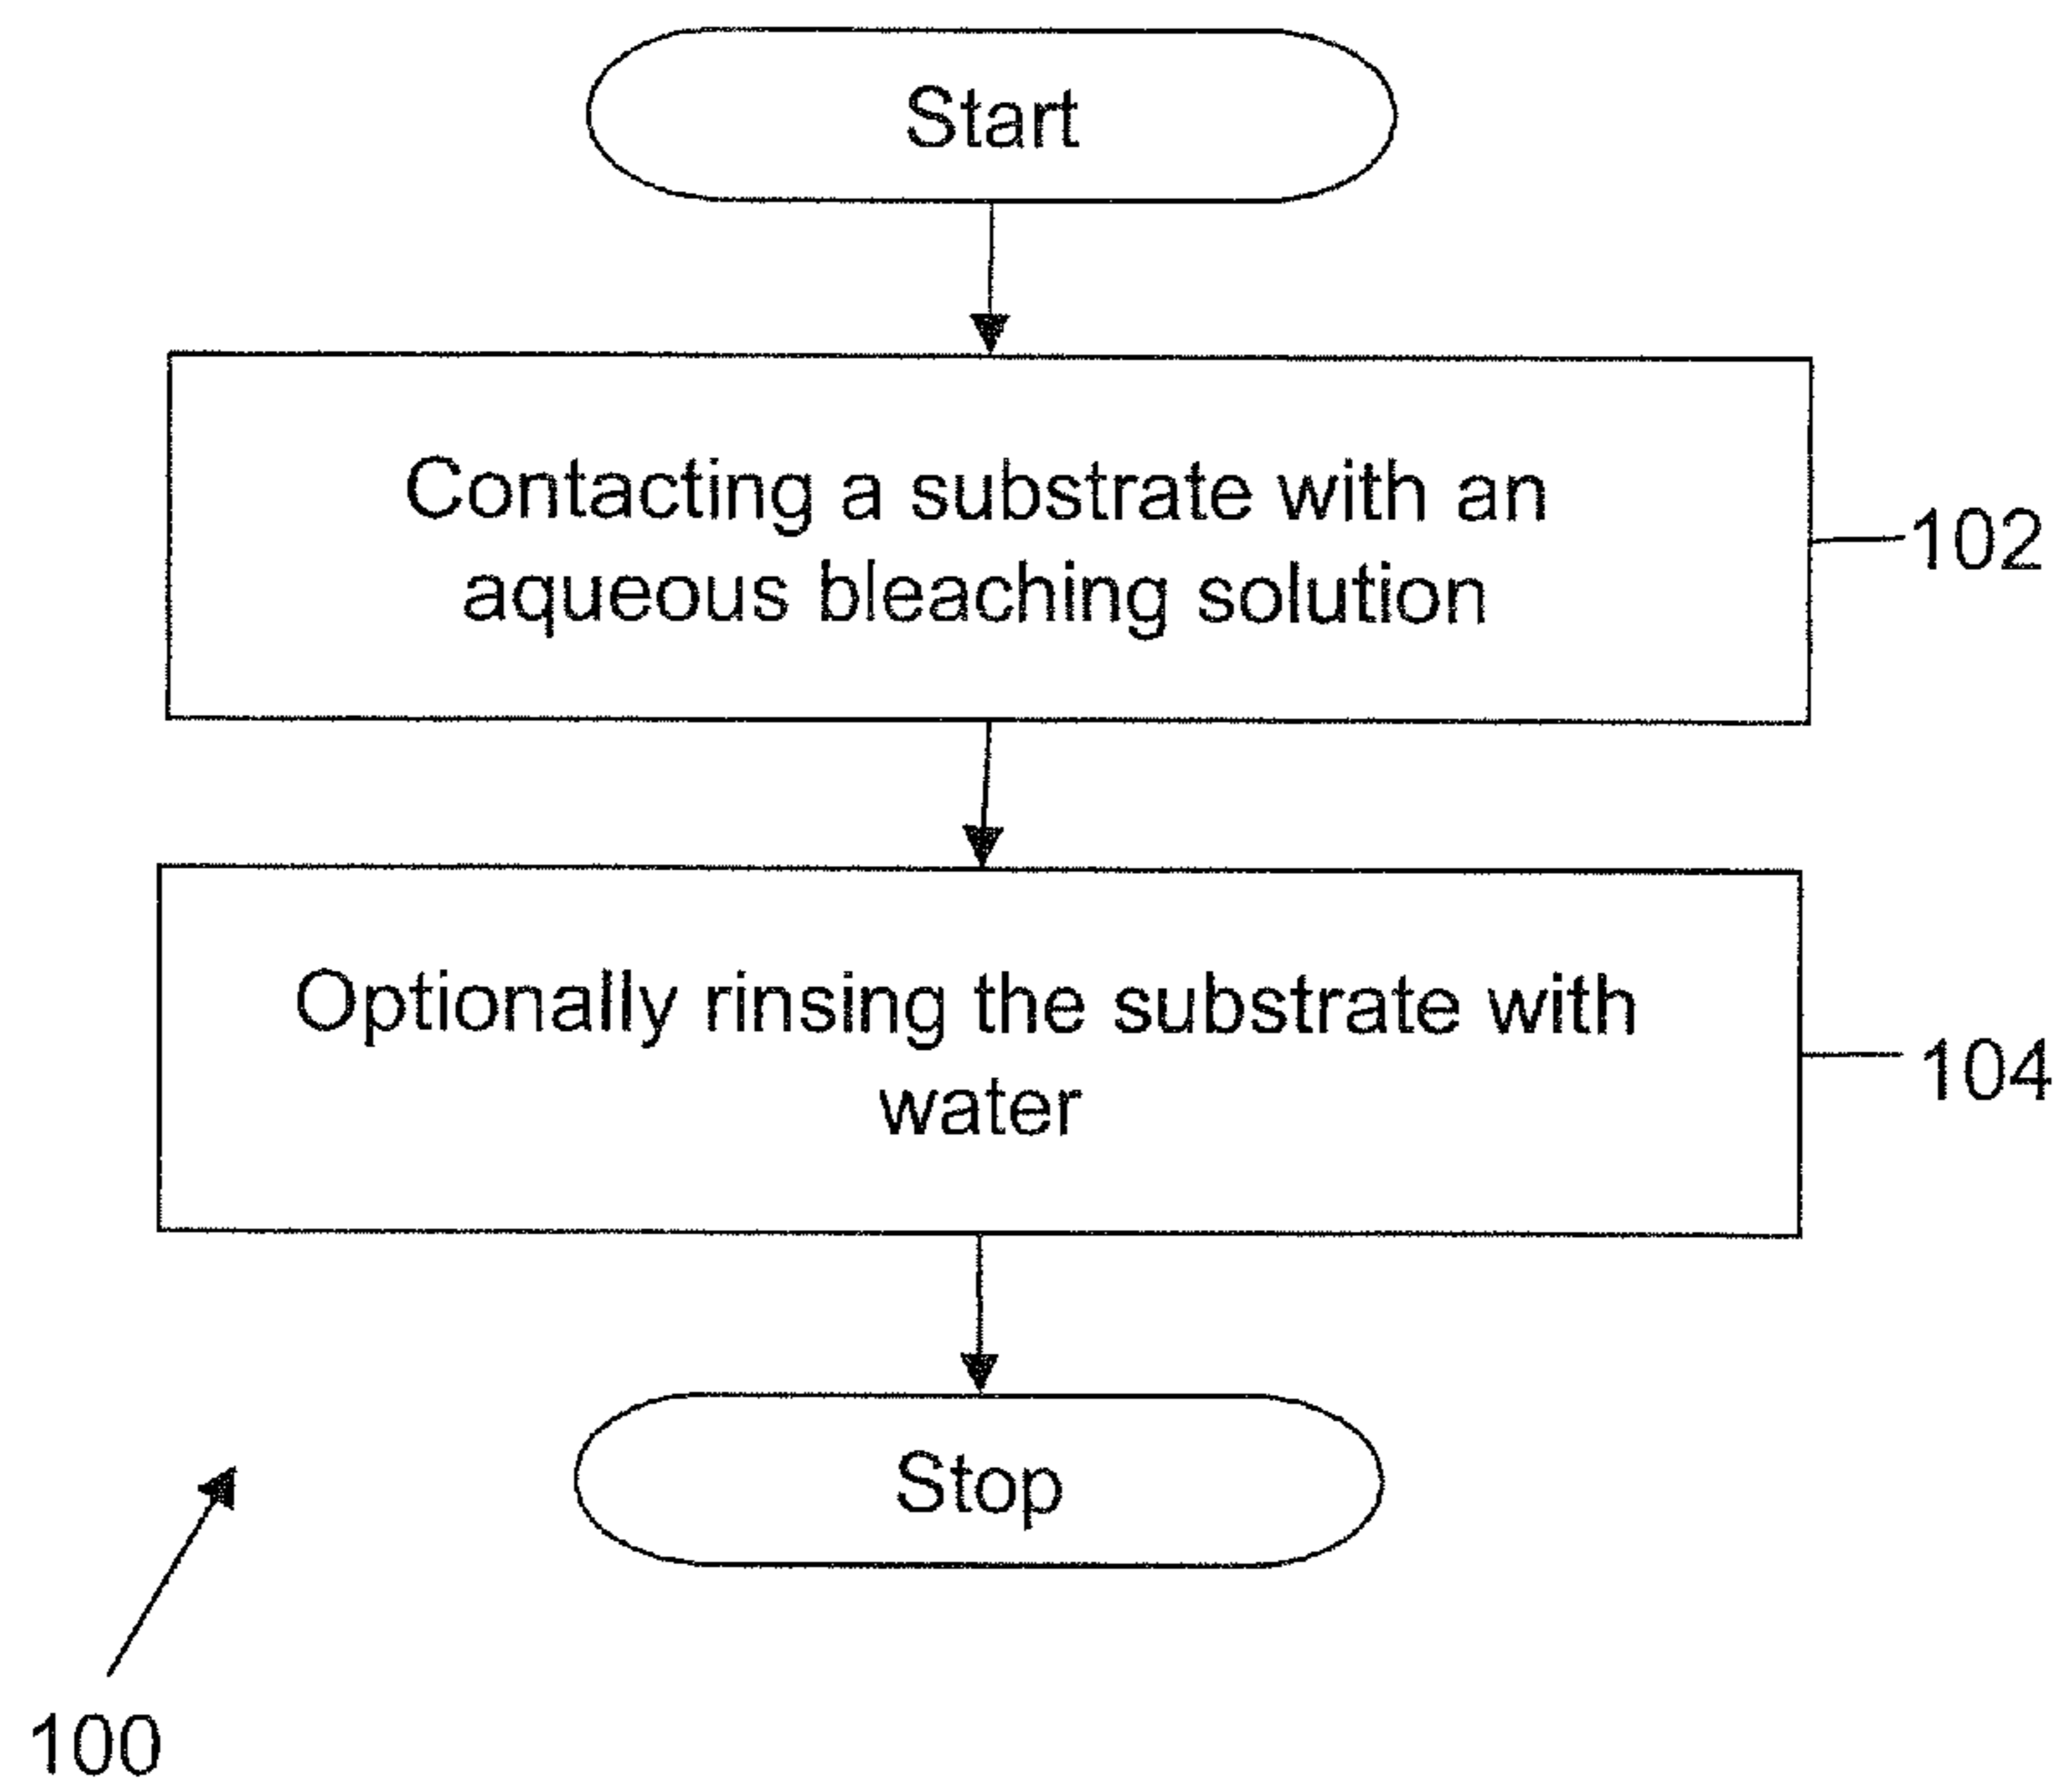 Start
Contacting a substrate with an
aqueous bleaching solution
102
Optionally rinsing the substrate with
water
104
Stop
100